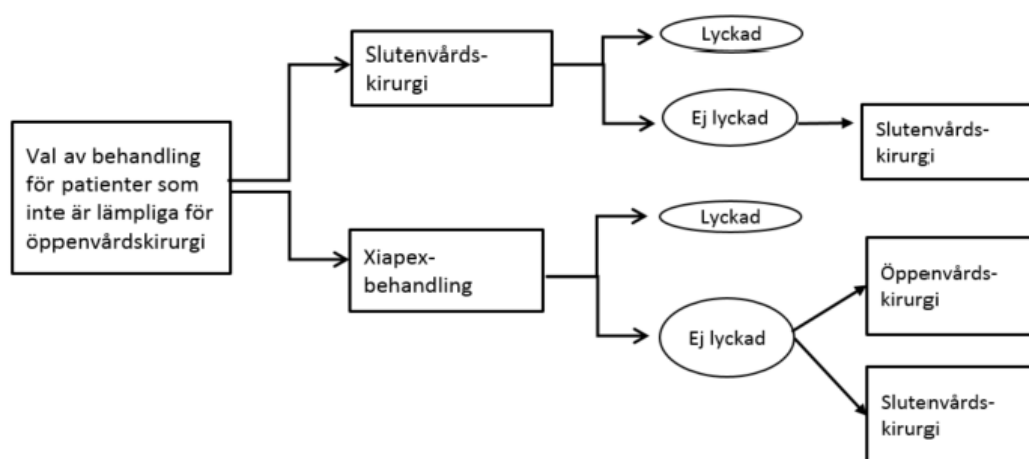 Val av behandling
för patienter som
inte är lämpliga för
öppenvårdskirurgi
Slutenvårds-
kirurgi
Lyckad
Ej lyckad
Slutenvårds-
kirurgi
Xiapex-
behandling
Lyckad
Ej lyckad
Öppenvårds-
kirurgi
Slutenvårds-
kirurgi